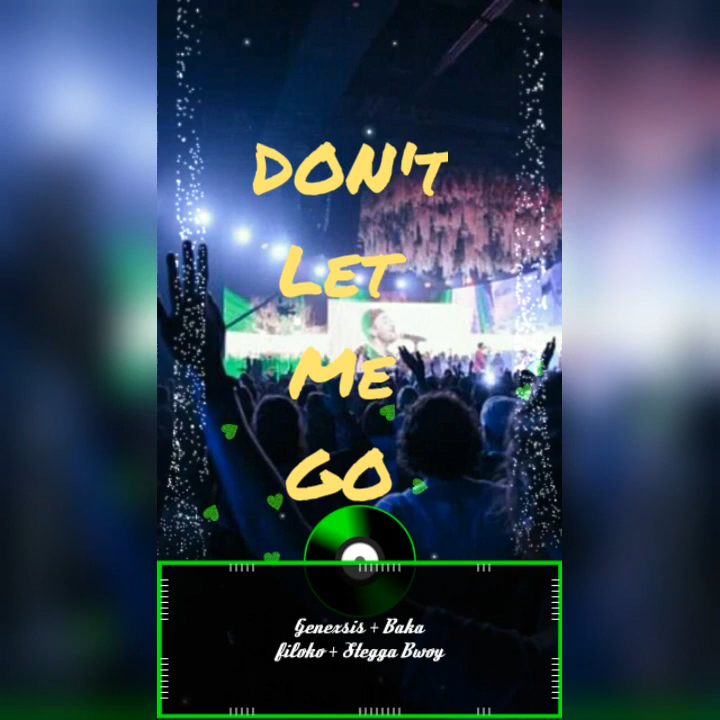 DON'T
LET
ME
GO
Genexsis + Baka
filoko + Stegga Bwoy